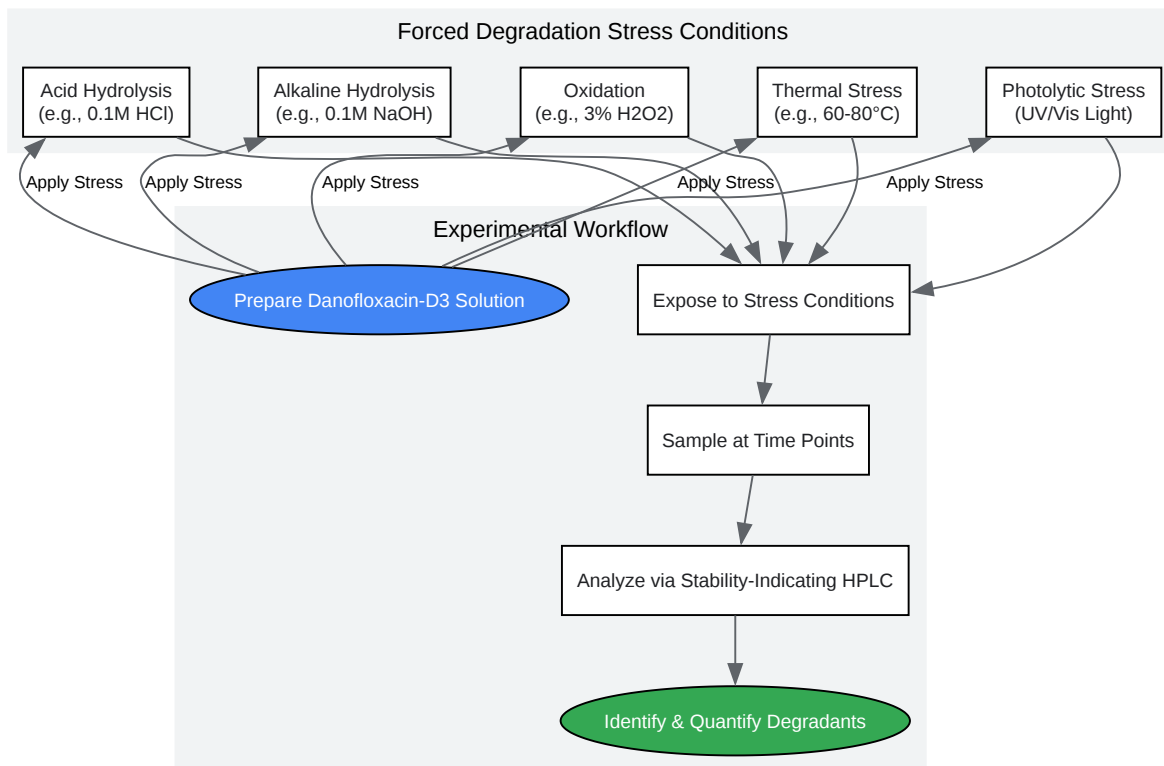 Forced Degradation Stress Conditions
Acid Hydrolysis
(e.g., 0.1M HCl)
Alkaline Hydrolysis
(e.g., 0.1M NaOH)
Oxidation
(e.g., 3% H2O2)
Thermal Stress
(e.g., 60-80°C)
Photolytic Stress
(UV/Vis Light)
Apply Stress
Apply Stress
Apply Stress
Apply Stress
Apply Stress
Experimental Workflow
Prepare Danofloxacin-D3 Solution
Expose to Stress Conditions
Sample at Time Points
Analyze via Stability-Indicating HPLC
Identify & Quantify Degradants